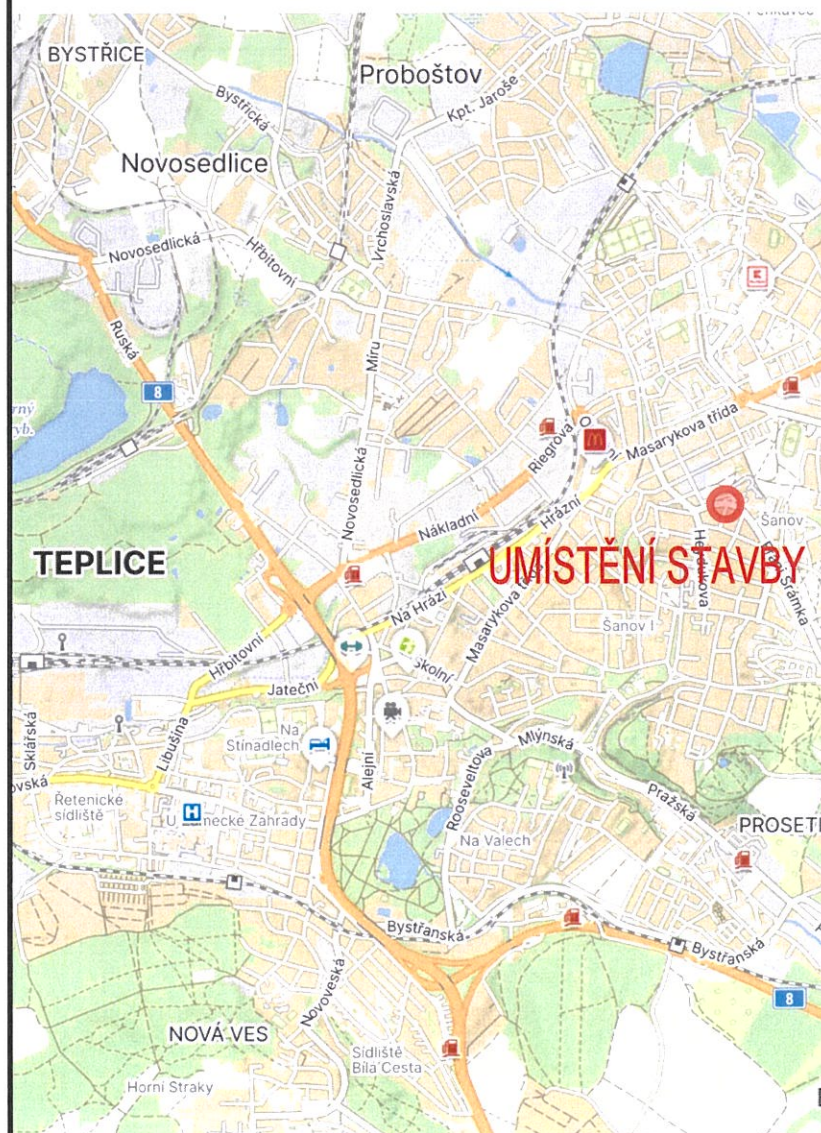 BYSTŘICE
Proboštov
Bystřická
Kpt. Jaroše
Novosedlice
Vrchoslavská
Novosedlická
Hřbitovní
Ruská
8
Míru
Masarykova třída
Riegrova
Novosedlická
Nákladní
Hrázní
Šanov
TEPLICE
UMÍSTĚNÍ STAVBY
Na Hrázi
Masarykova
Šrámka
Šanov I
Hřbitovní
Školní
Jateční
Sklářská
Libušina
Na
Stínadlech
Mlýnská
Alejní
Rooseveltova
Řetenické
sídliště
H
Zahrady
Pražská
Na Valech
Bystřanská
Bystřanská
8
Novoveská
NOVÁ VES
Sídliště
Bílá Cesta
Horní Straky